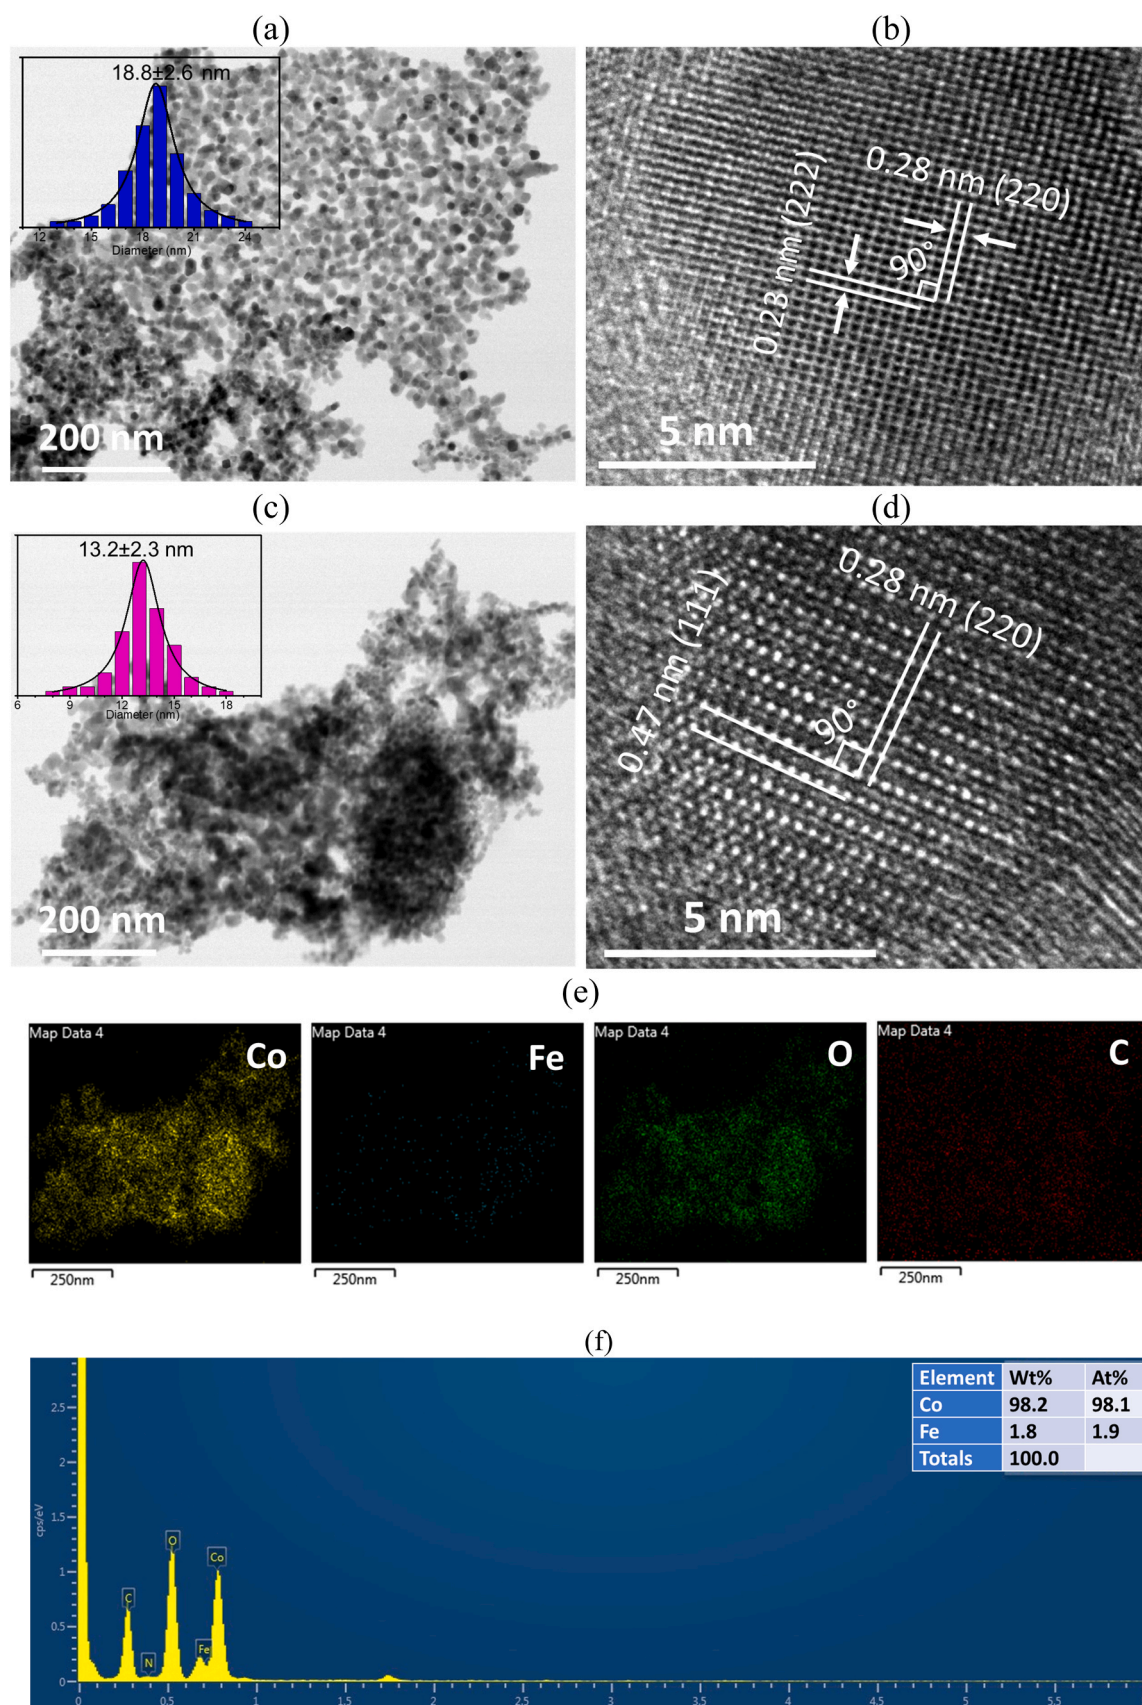 (a)
(b)
18.8±2.6 nm
12 15 18 21 24
Diameter (nm)
200 nm
0.23 nm (222)
0.28 nm (220)
90°
5 nm
(c)
(d)
13.2±2.3 nm
6 9 12 15 18
Diameter (nm)
200 nm
0.47 nm (111)
0.28 nm (220)
90°
5 nm
(e)
Map Data 4
Co
250nm
Map Data 4
Fe
250nm
Map Data 4
O
250nm
Map Data 4
C
250nm
(f)
Element Wt% At%
Co 98.2 98.1
Fe 1.8 1.9
Totals 100.0
cps/eV
2.5
2
1.5
1
0.5
0
C
N
O
Fe
Co
0 0.5 1 1.5 2 2.5 3 3.5 4 4.5 5 5.5